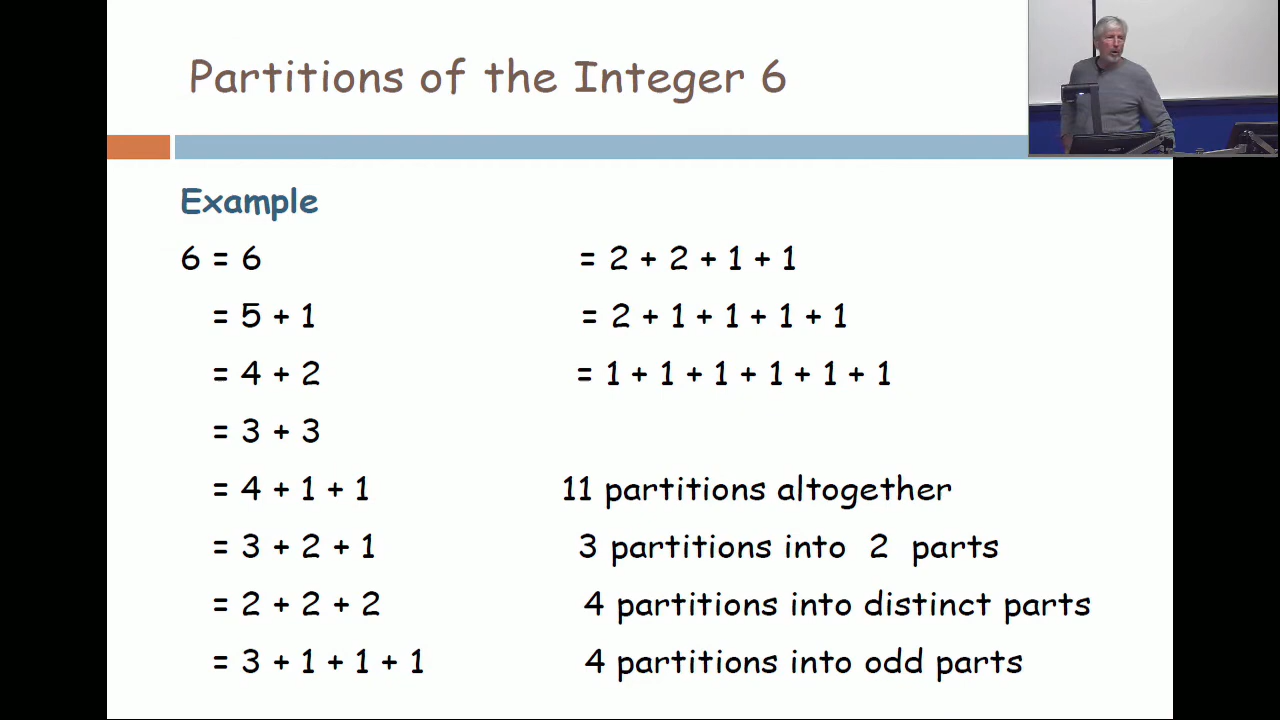 Partitions of the Integer 6
Example
6 = 6
= 5 + 1
= 4 + 2
= 3 + 3
= 4 + 1 + 1
= 3 + 2 + 1
= 2 + 2 + 2
= 3 + 1 + 1 + 1
= 2 + 2 + 1 + 1
= 2 + 1 + 1 + 1 + 1
= 1 + 1 + 1 + 1 + 1 + 1
11 partitions altogether
3 partitions into 2 parts
4 partitions into distinct parts
4 partitions into odd parts